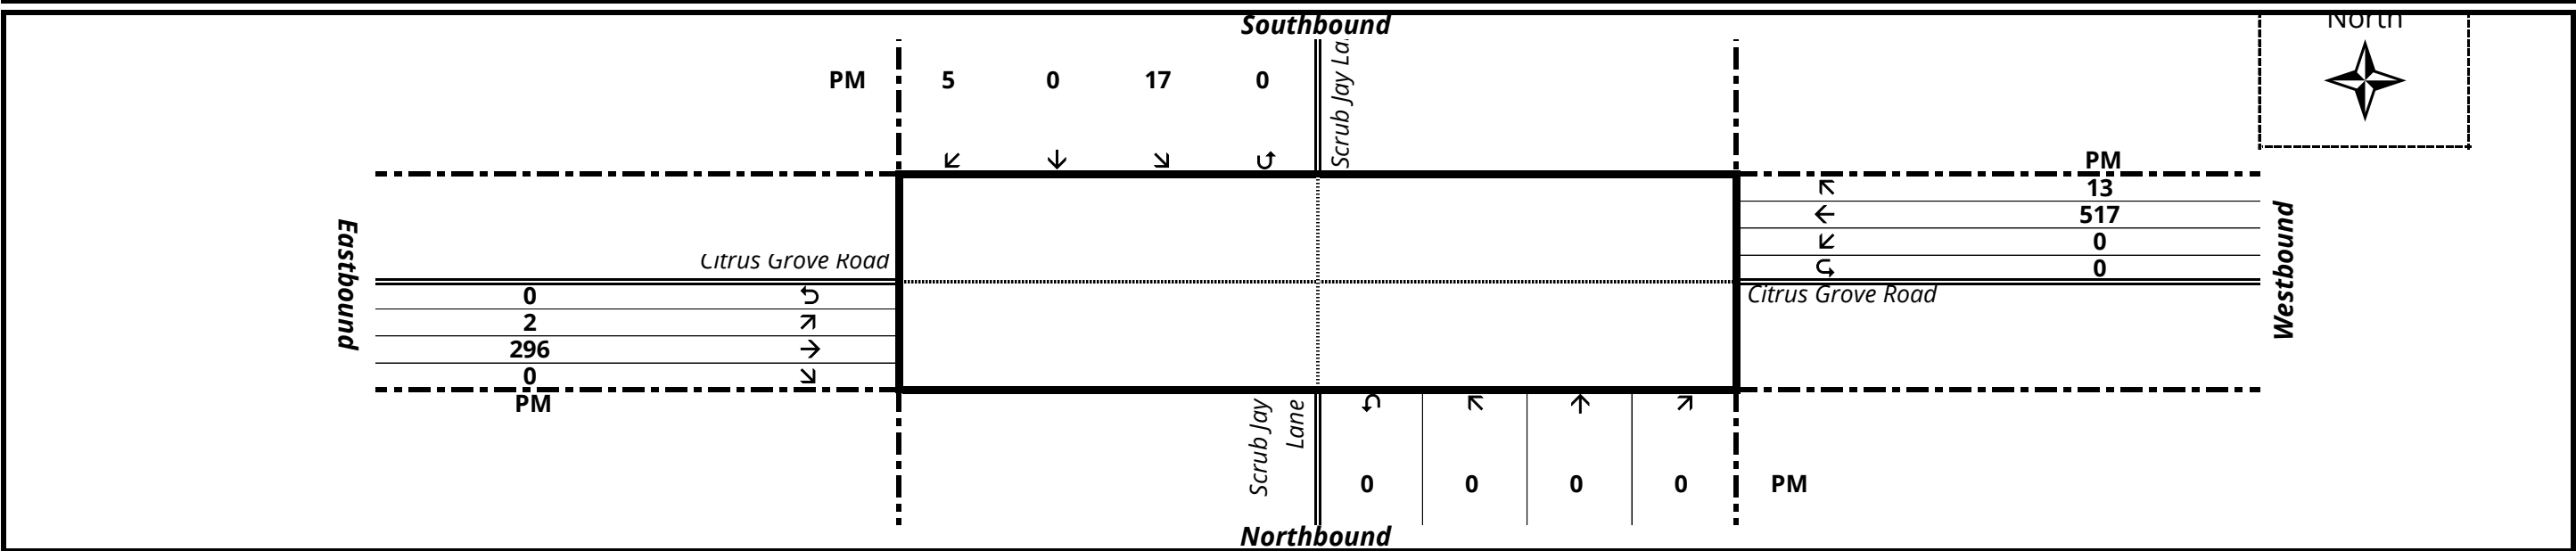 Southbound
North
PM 5 0 17 0
Scrub Jay La
PM
13
517
0
0
Eastbound
Westbound
Citrus Grove Road
Citrus Grove Road
0
2
296
0
PM
Scrub Jay
Lane
0 0 0 0 PM
Northbound